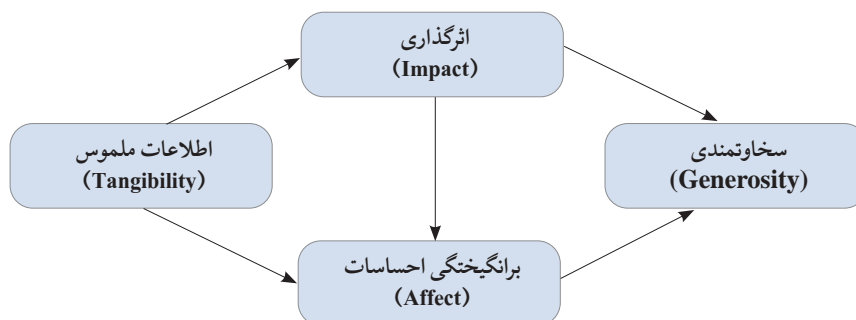 اثرگذاری
(Impact)
اطلاعات ملموس
(Tangibility)
سخاوتمندی
(Generosity)
برانگیختگی احساسات
(Affect)